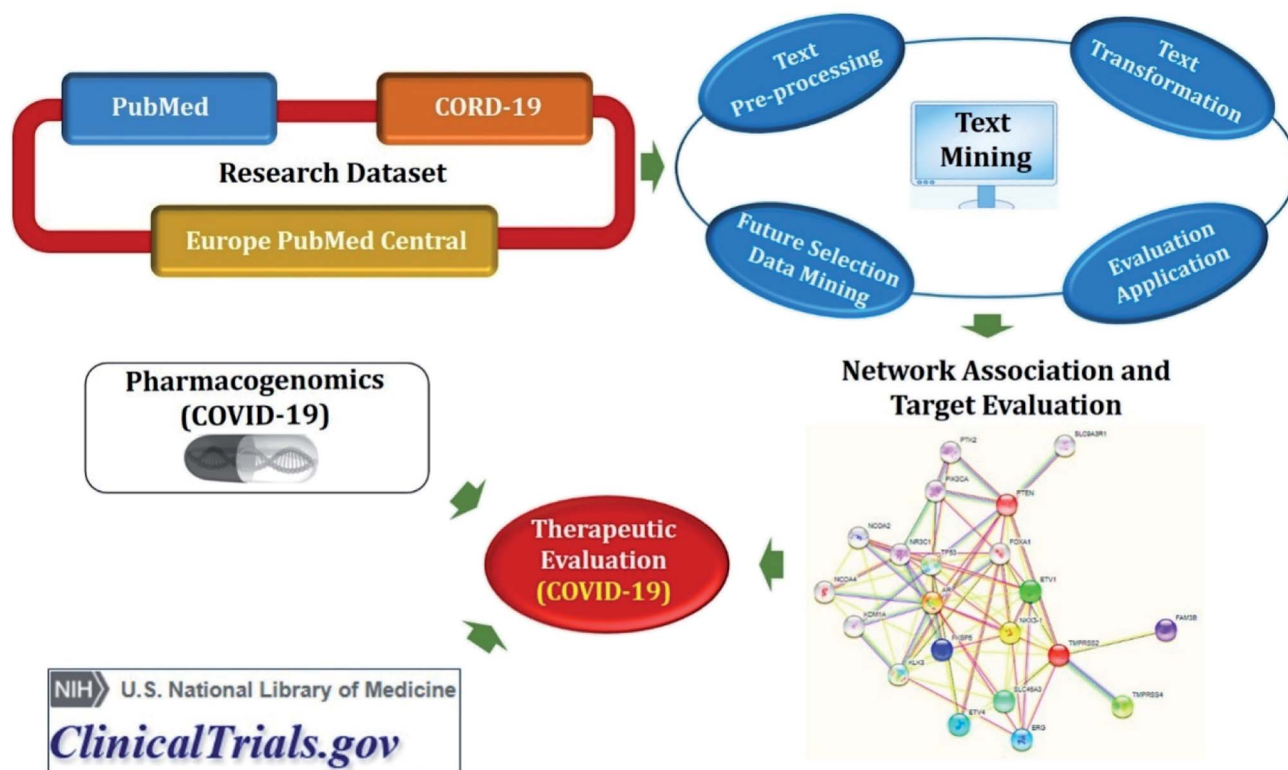 PubMed
CORD-19
Research Dataset
Europe PubMed Central
Text
Pre-processing
Text
Transformation
Text
Mining
Future Selection
Data Mining
Evaluation
Application
Pharmacogenomics
(COVID-19)
Network Association and
Target Evaluation
Therapeutic
Evaluation
(COVID-19)
NIH U.S. National Library of Medicine
ClinicalTrials.gov
PTK2
SLC9A3R1
PIK3CA
PTEN
NCOA2
NR3C1
TP53
FOXA1
NCOA4
AR
ETV1
KDM1A
NKX3-1
FAM3B
FKBP5
TMPRSS2
KLK3
SLC45A3
TMPRSS4
ETV4
ERG